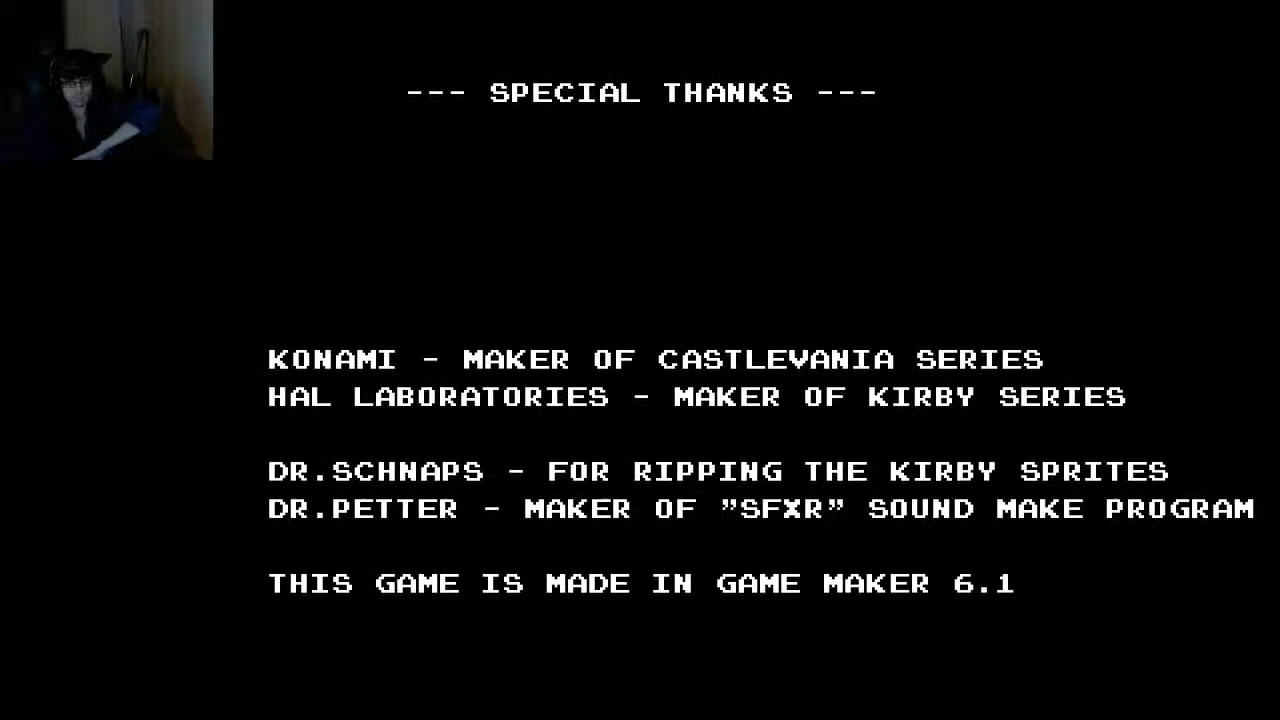 --- SPECIAL THANKS ---
KONAMI - MAKER OF CASTLEVANIA SERIES
HAL LABORATORIES - MAKER OF KIRBY SERIES
DR.SCHNAPS - FOR RIPPING THE KIRBY SPRITES
DR.PETTER - MAKER OF "SFXR" SOUND MAKE PROGRAM
THIS GAME IS MADE IN GAME MAKER 6.1